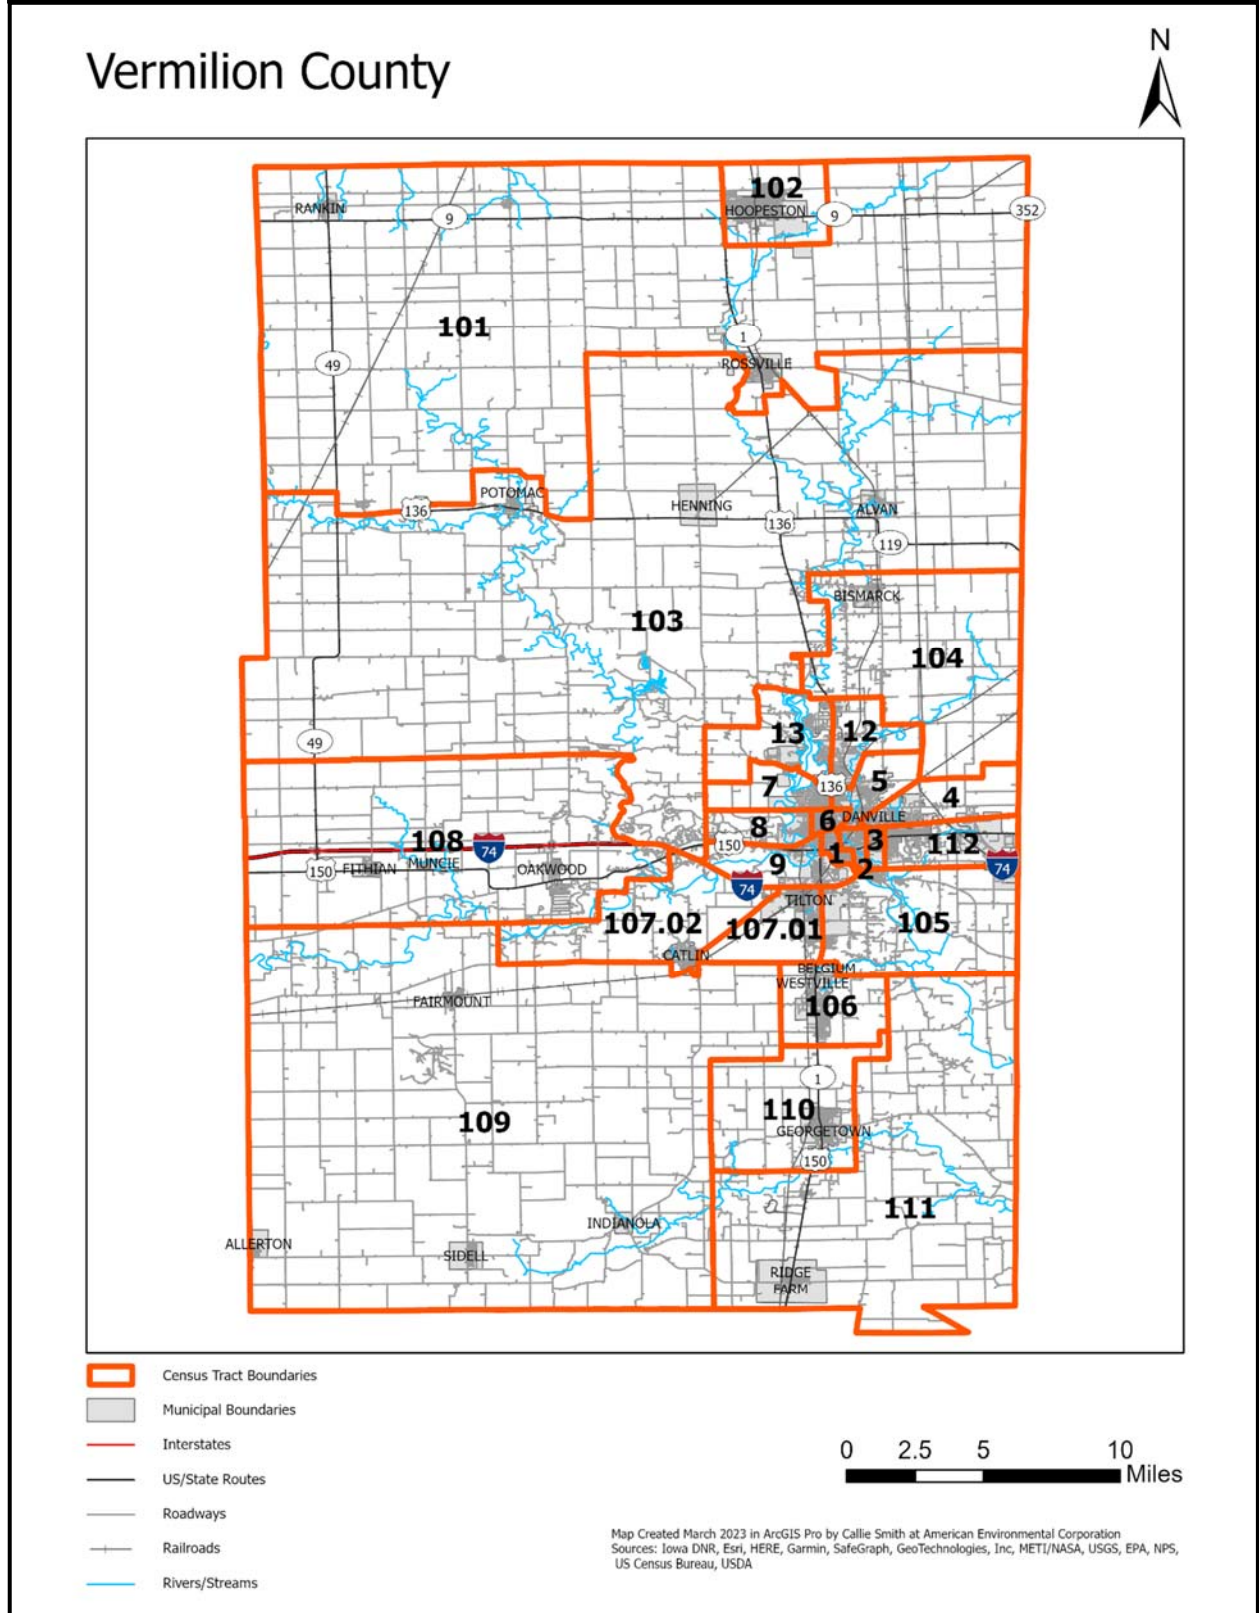 Vermilion County
N
102
RANKIN
HOOPESTON
9
9
352
101
1
49
ROSSVILLE
POTOMAC
136
HENNING
136
ALVAN
119
BISMARCK
103
104
13
12
49
7
136
5
4
6
DANVILLE
8
3
108
150
1
112
74
MUNCIE
150
FITHIAN
OAKWOOD
9
2
74
74
TILTON
107.02
107.01
105
CATLIN
BELGIUM
WESTVILLE
FAIRMOUNT
106
1
109
110
GEORGETOWN
150
111
INDIANOLA
ALLERTON
SIDELL
RIDGE
FARM
Census Tract Boundaries
Municipal Boundaries
Interstates
US/State Routes
Roadways
Railroads
Rivers/Streams
0 2.5 5 10
Miles
Map Created March 2023 in ArcGIS Pro by Callie Smith at American Environmental Corporation
Sources: Iowa DNR, Esri, HERE, Garmin, SafeGraph, GeoTechnologies, Inc, METI/NASA, USGS, EPA, NPS,
US Census Bureau, USDA